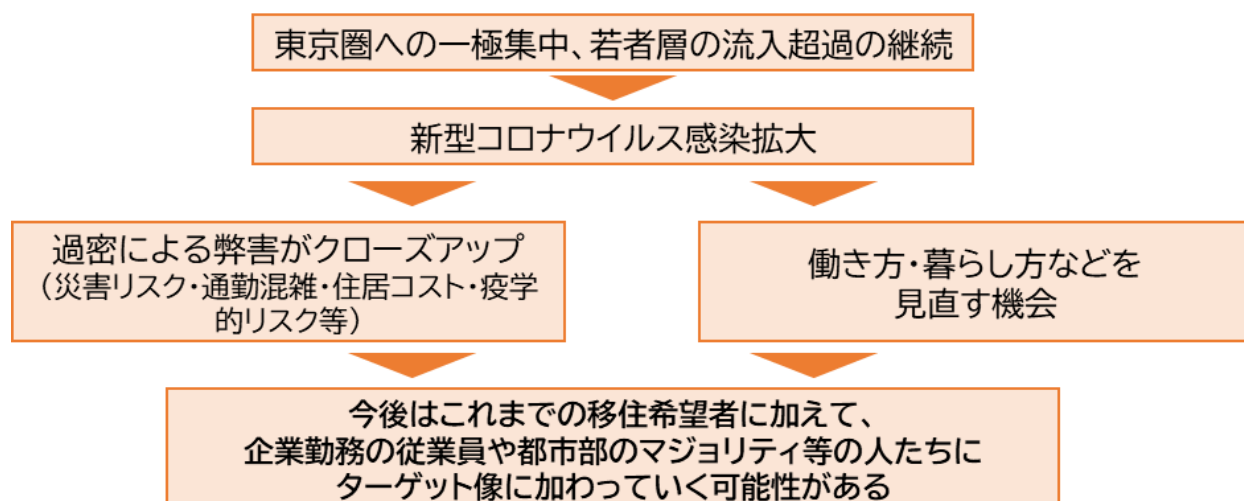 東京圏への一極集中、若者層の流入超過の継続
新型コロナウイルス感染拡大
過密による弊害がクローズアップ
（災害リスク・通勤混雑・住居コスト・疫学
的リスク等）
働き方・暮らし方などを
見直す機会
今後はこれまでの移住希望者に加えて、
企業勤務の従業員や都市部のマジョリティ等の人たちに
ターゲット像に加わっていく可能性がある